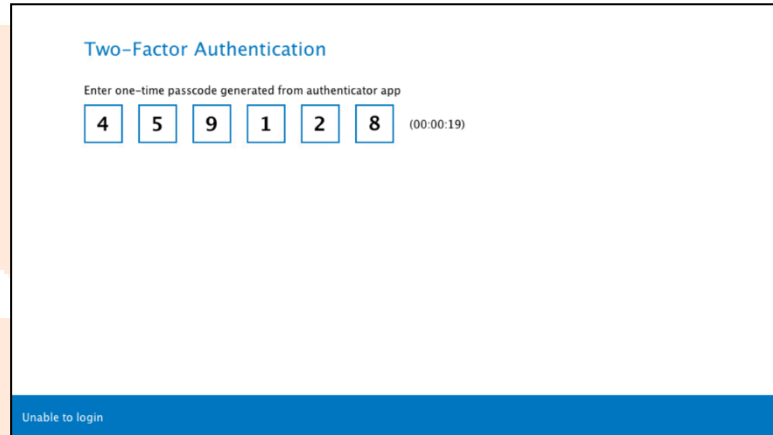 Two-Factor Authentication
Enter one-time passcode generated from authenticator app
4 5 9 1 2 8 (00:00:19)
Unable to login